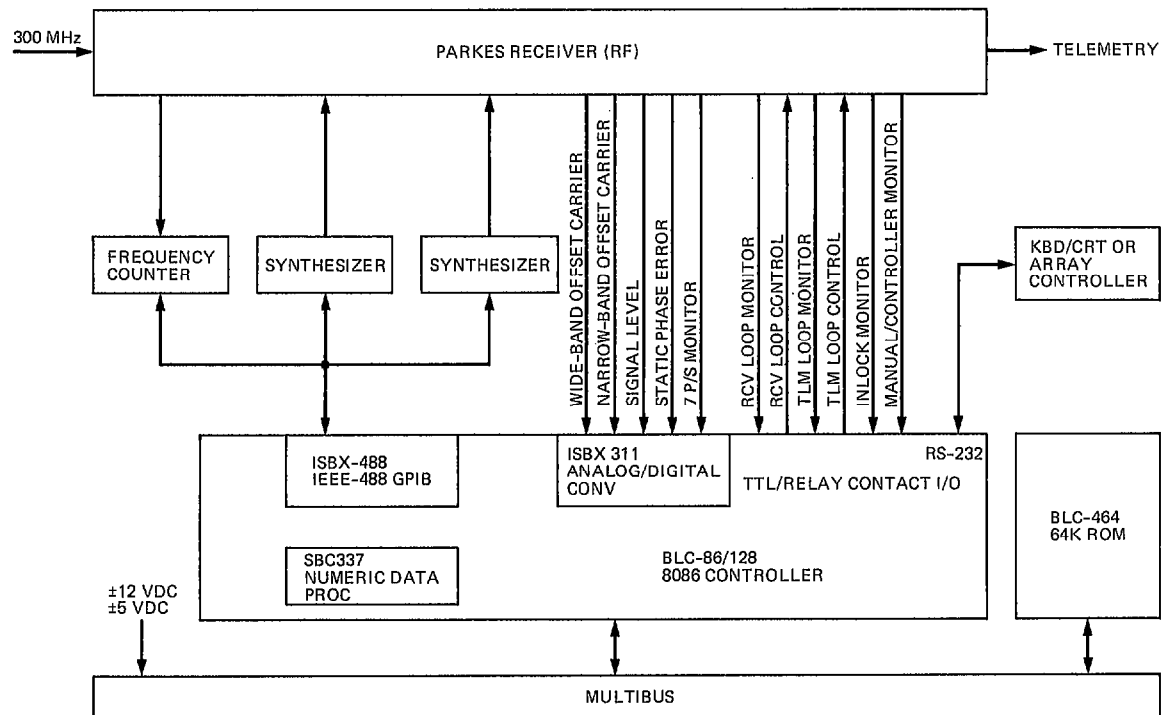 300 MHz
PARKES RECEIVER (RF)
TELEMETRY
FREQUENCY
COUNTER
SYNTHESIZER
SYNTHESIZER
WIDE-BAND OFFSET CARRIER
NARROW-BAND OFFSET CARRIER
SIGNAL LEVEL
STATIC PHASE ERROR
7 P/S MONITOR
RCV LOOP MONITOR
RCV LOOP CONTROL
TLM LOOP MONITOR
TLM LOOP CONTROL
INLOCK MONITOR
MANUAL/CONTROLLER MONITOR
KBD/CRT OR
ARRAY
CONTROLLER
ISBX-488
IEEE-488 GPIB
ISBX 311
ANALOG/DIGITAL
CONV
RS-232
TTL/RELAY CONTACT I/O
SBC337
NUMERIC DATA
PROC
BLC-86/128
8086 CONTROLLER
BLC-464
64K ROM
±12 VDC
±5 VDC
MULTIBUS